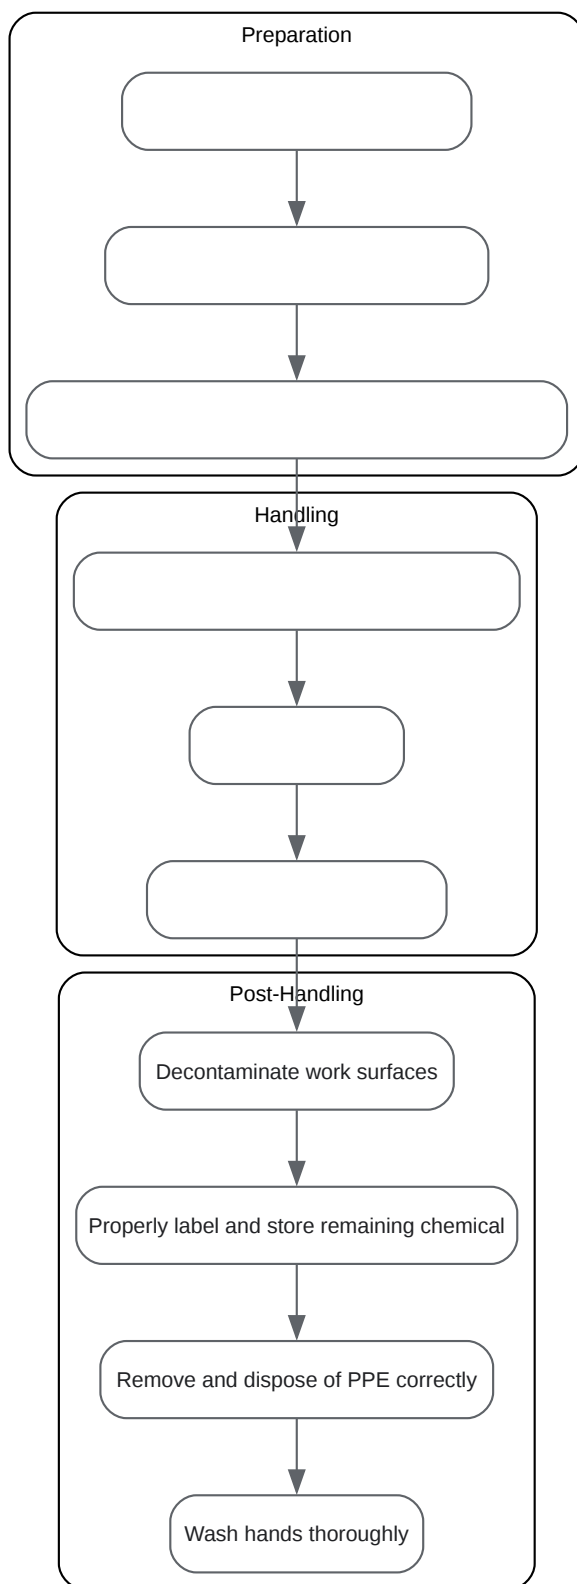 Preparation
Handling
Post-Handling
Decontaminate work surfaces
Properly label and store remaining chemical
Remove and dispose of PPE correctly
Wash hands thoroughly